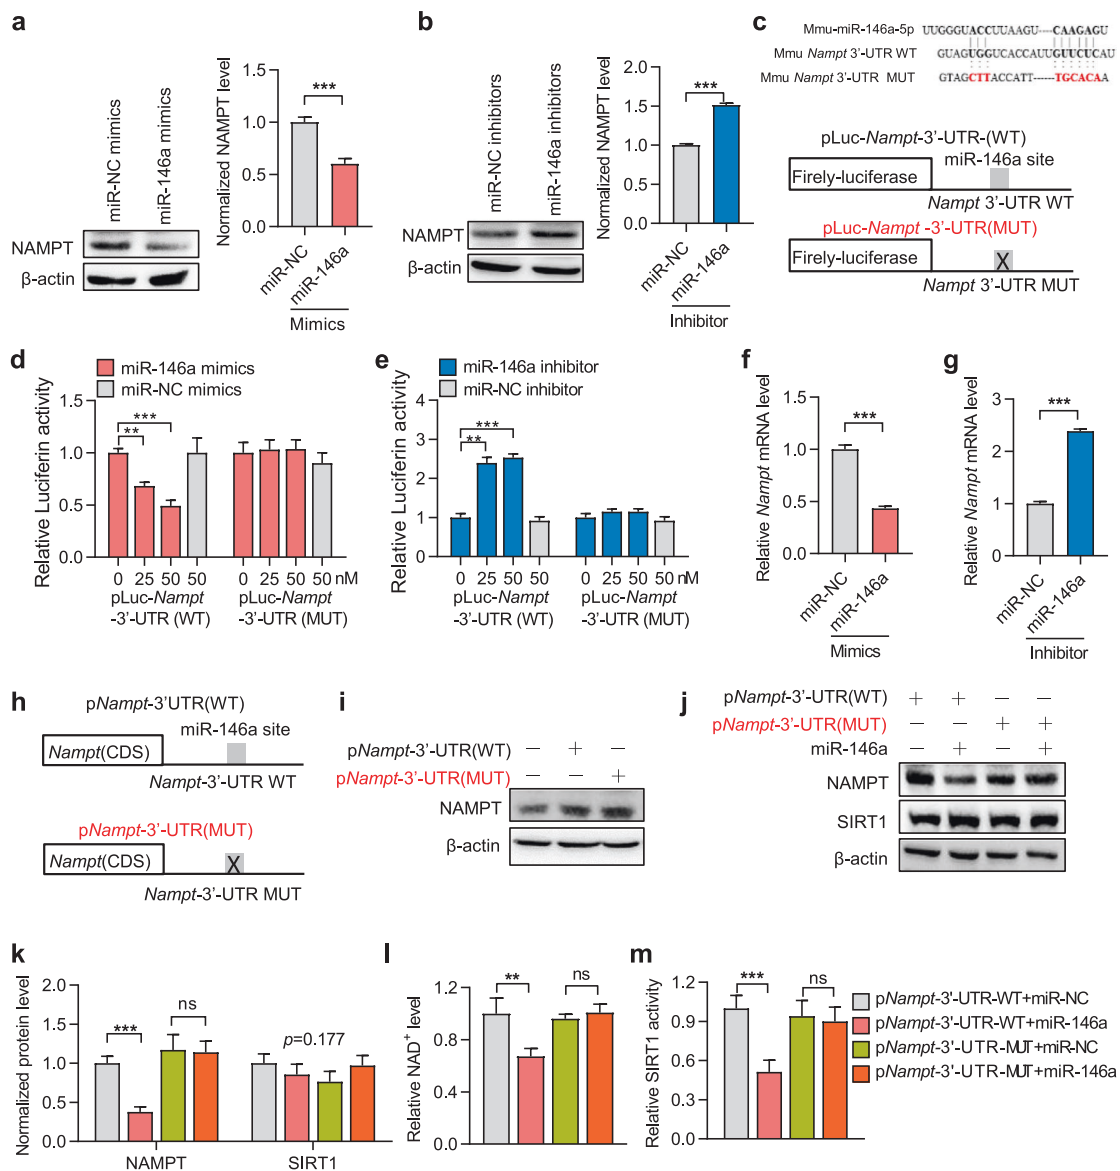 a
miR-NC mimics
miR-146a mimics
NAMPT
β-actin
Normalized NAMPT level
1.5
1.0
0.5
0.0
***
miR-NC
miR-146a
Mimics
b
miR-NC inhibitors
miR-146a inhibitors
NAMPT
β-actin
Normalized NAMPT level
2.0
1.5
1.0
0.5
0.0
***
miR-NC
miR-146a
Inhibitor
c
Mmu-miR-146a-5p UUGGGUACCUUAAGU----CAAGAGU
Mmu Nampt 3'-UTR WT GUAGUGGUCACCAUUGUUCUCAU
Mmu Nampt 3'-UTR MUT GTAGCTTACCATT------TGCACAA
pLuc-Nampt-3'-UTR-(WT)
miR-146a site
Firely-luciferase
Nampt 3'-UTR WT
pLuc-Nampt -3'-UTR(MUT)
Firely-luciferase
X
Nampt 3'-UTR MUT
d
miR-146a mimics
miR-NC mimics
Relative Luciferin activity
1.5
1.0
0.5
0.0
***
**
0 25 50 50 0 25 50 50 nM
pLuc-Nampt pLuc-Nampt
-3'-UTR (WT) -3'-UTR (MUT)
e
miR-146a inhibitor
miR-NC inhibitor
Relative Luciferin activity
5
4
3
2
1
0
***
**
0 25 50 50 0 25 50 50 nM
pLuc-Nampt pLuc-Nampt
-3'-UTR (WT) -3'-UTR (MUT)
f
Relative Nampt mRNA level
1.5
1.0
0.5
0.0
***
miR-NC
miR-146a
Mimics
g
Relative Nampt mRNA level
3
2
1
0
***
miR-NC
miR-146a
Inhibitor
h
pNampt-3'UTR(WT)
miR-146a site
Nampt(CDS)
Nampt-3'-UTR WT
pNampt-3'-UTR(MUT)
Nampt(CDS)
X
Nampt-3'-UTR MUT
i
pNampt-3'-UTR(WT) − + −
pNampt-3'-UTR(MUT) − − +
NAMPT
β-actin
j
pNampt-3'-UTR(WT) + + − −
pNampt-3'-UTR(MUT) − − + +
miR-146a − + − +
NAMPT
SIRT1
β-actin
k
Normalized protein level
2.0
1.5
1.0
0.5
0.0
***
ns
p=0.177
NAMPT SIRT1
l
Relative NAD+ level
1.6
1.2
0.8
0.4
0.0
**
ns
m
Relative SIRT1 activity
1.2
0.9
0.6
0.3
0.0
***
ns
pNampt-3'-UTR-WT+miR-NC
pNampt-3'-UTR-WT+miR-146a
pNampt-3'-UTR-MUT+miR-NC
pNampt-3'-UTR-MUT+miR-146a